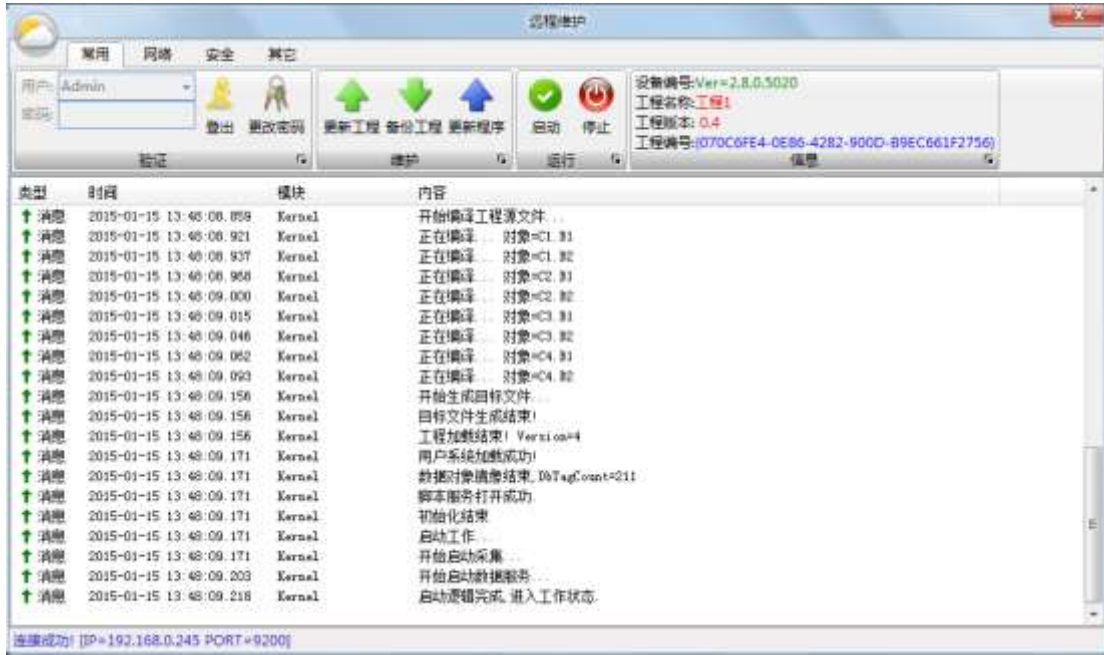 远程维护
常用 网络 安全 其它
用户: Admin
密码:
登出 更改密码 更新工程 备份工程 更新程序 启动 停止
设备编号:Ver=2.8.0.5020
工程名称:工程1
工程版本: 0.4
工程编号:{070C6FE4-0E86-4282-900D-B9EC661F2756}
验证 维护 运行 信息
类型 时间 模块 内容
消息 2015-01-15 13:48:08.859 Kernel 开始编译工程源文件...
消息 2015-01-15 13:48:08.921 Kernel 正在编译... 对象=C1.B1
消息 2015-01-15 13:48:08.937 Kernel 正在编译... 对象=C1.B2
消息 2015-01-15 13:48:08.968 Kernel 正在编译... 对象=C2.B1
消息 2015-01-15 13:48:09.000 Kernel 正在编译... 对象=C2.B2
消息 2015-01-15 13:48:09.015 Kernel 正在编译... 对象=C3.B1
消息 2015-01-15 13:48:09.046 Kernel 正在编译... 对象=C3.B2
消息 2015-01-15 13:48:09.062 Kernel 正在编译... 对象=C4.B1
消息 2015-01-15 13:48:09.093 Kernel 正在编译... 对象=C4.B2
消息 2015-01-15 13:48:09.156 Kernel 开始生成目标文件...
消息 2015-01-15 13:48:09.156 Kernel 目标文件生成结束!
消息 2015-01-15 13:48:09.156 Kernel 工程加载结束! Version=4
消息 2015-01-15 13:48:09.171 Kernel 用户系统加载成功!
消息 2015-01-15 13:48:09.171 Kernel 数据对象镜像结束,DbTagCount=211
消息 2015-01-15 13:48:09.171 Kernel 脚本服务打开成功.
消息 2015-01-15 13:48:09.171 Kernel 初始化结束
消息 2015-01-15 13:48:09.171 Kernel 启动工作...
消息 2015-01-15 13:48:09.171 Kernel 开始启动采集...
消息 2015-01-15 13:48:09.203 Kernel 开始启动数据服务...
消息 2015-01-15 13:48:09.218 Kernel 启动逻辑完成,进入工作状态.
连接成功! [IP=192.168.0.245 PORT=9200]